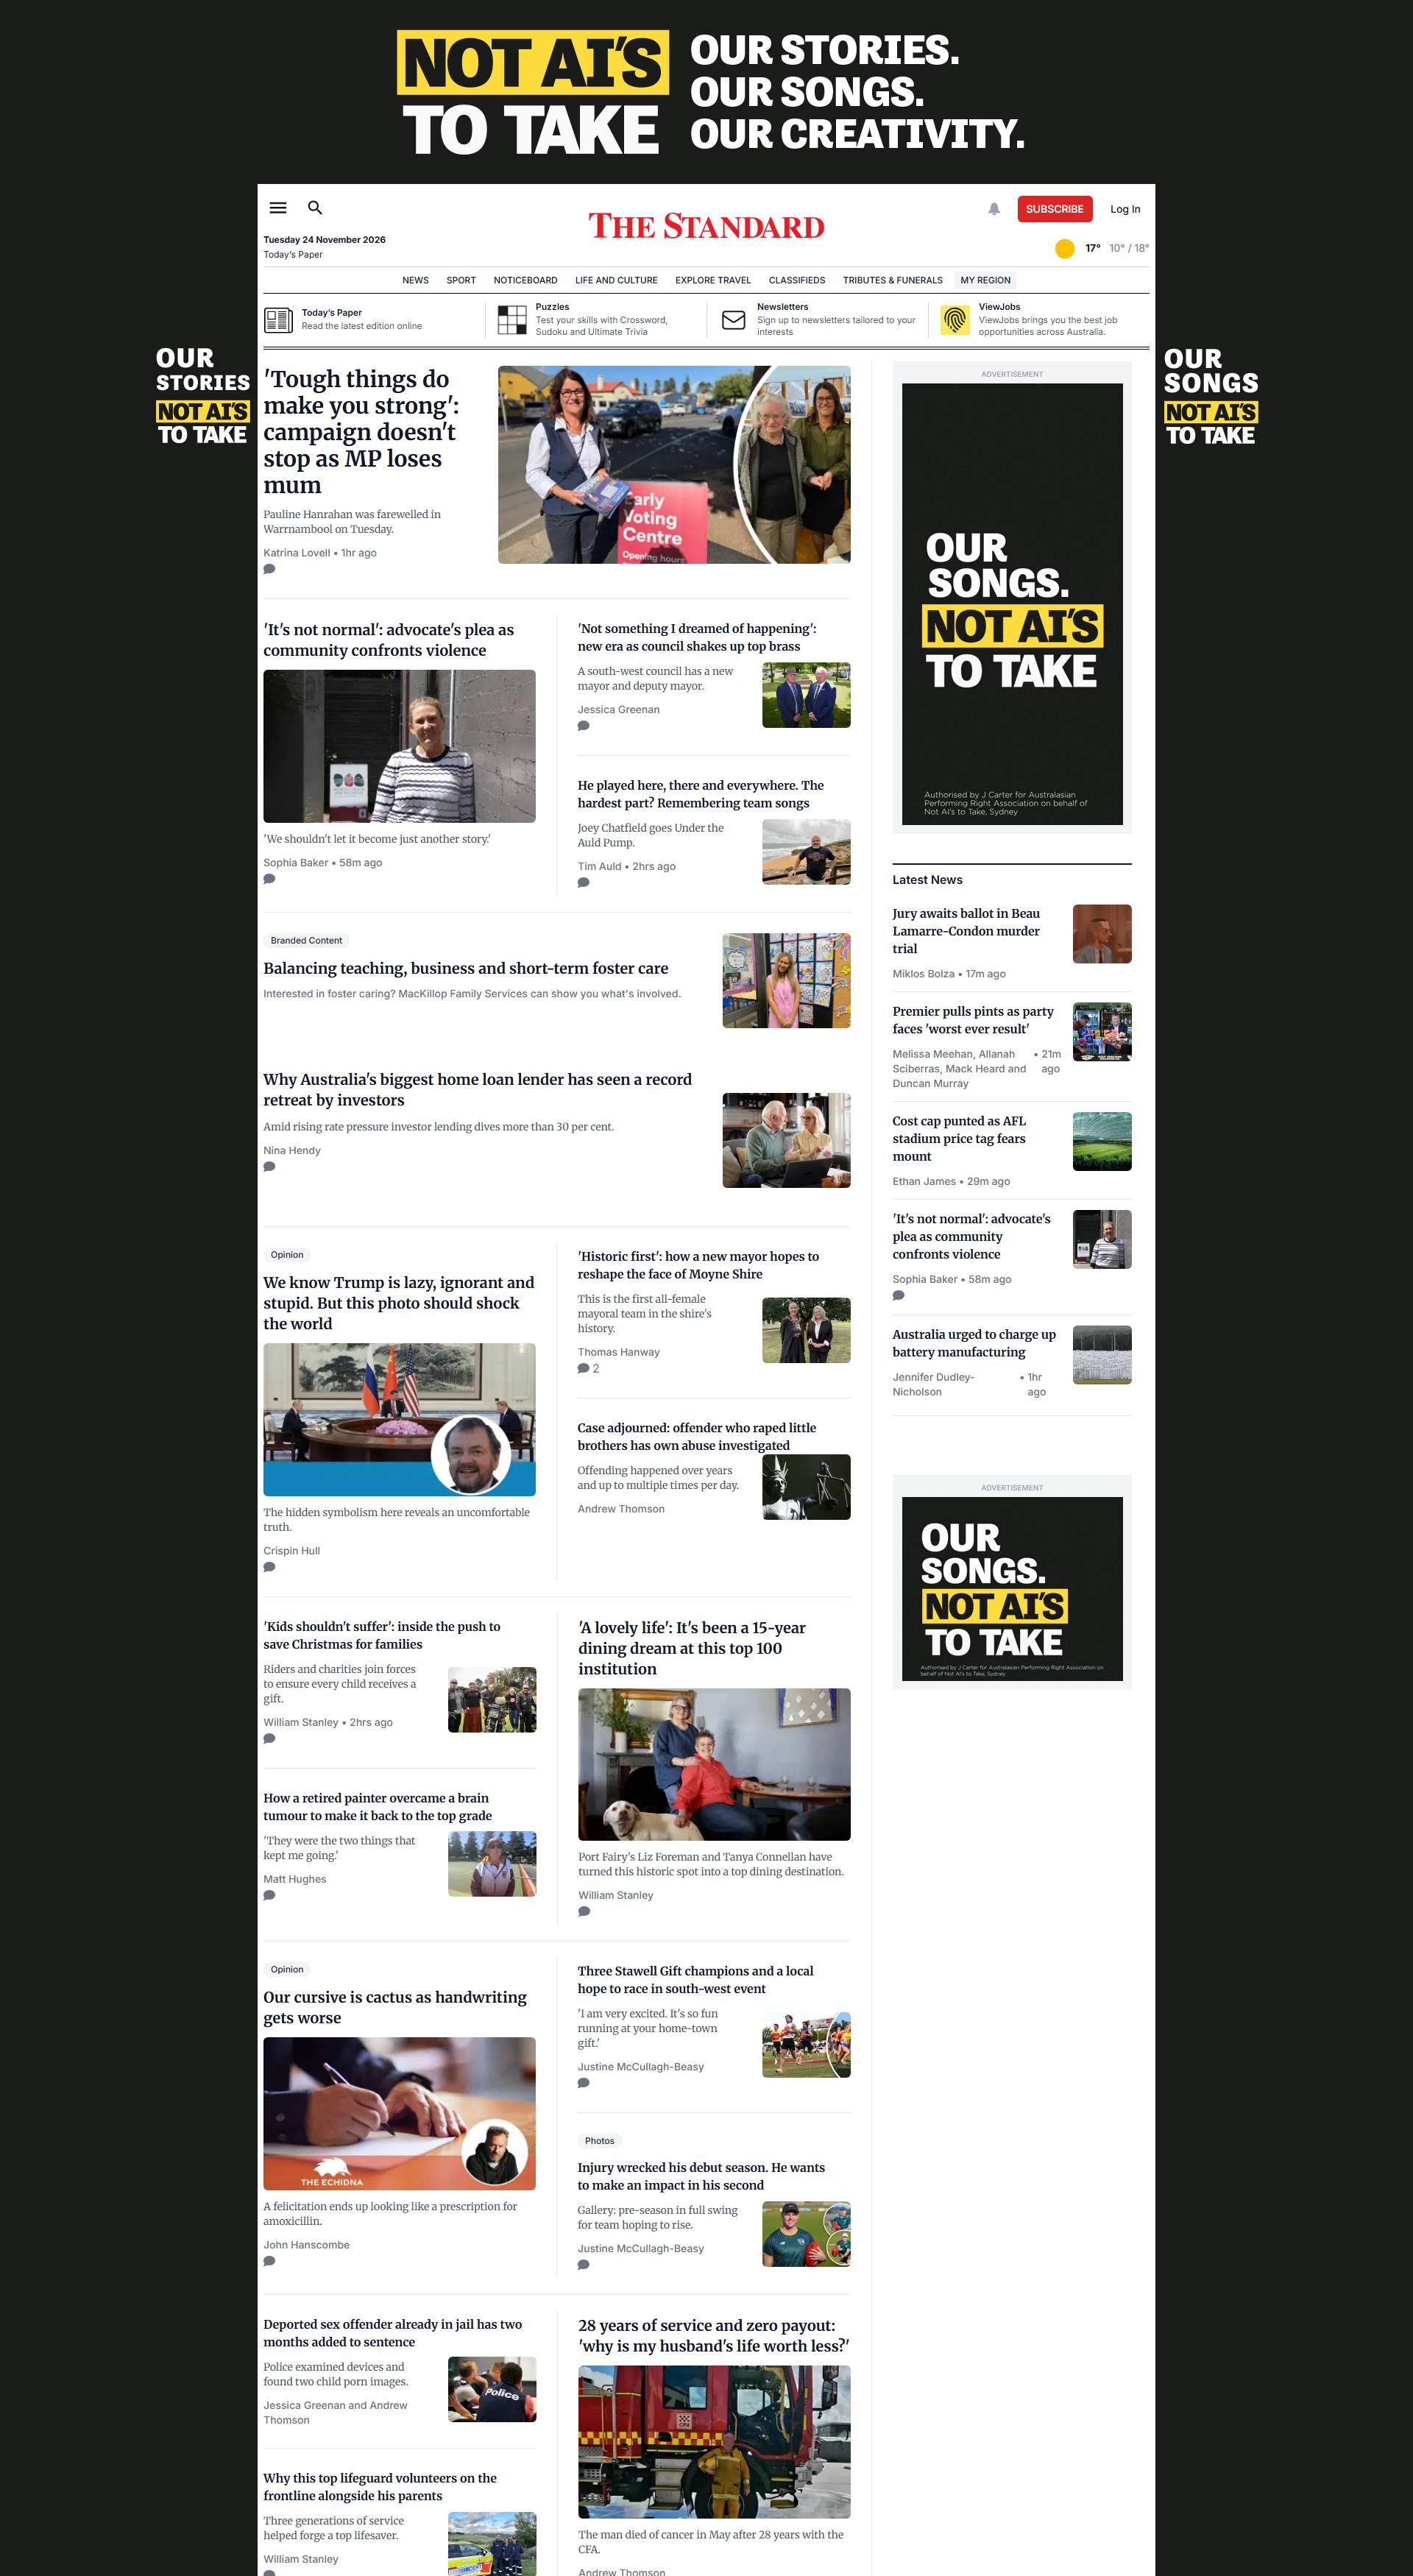 NOT AI'S
TO TAKE
OUR STORIES.
OUR SONGS.
OUR CREATIVITY.
THE STANDARD
SUBSCRIBE
Log In
Tuesday 24 November 2026
Today's Paper
17° 10° / 18°
NEWS SPORT NOTICEBOARD LIFE AND CULTURE EXPLORE TRAVEL CLASSIFIEDS TRIBUTES & FUNERALS MY REGION
Today's Paper
Read the latest edition online
Puzzles
Test your skills with Crossword,
Sudoku and Ultimate Trivia
Newsletters
Sign up to newsletters tailored to your
interests
ViewJobs
ViewJobs brings you the best job
opportunities across Australia.
OUR
STORIES
NOT AI'S
TO TAKE
OUR
SONGS
NOT AI'S
TO TAKE
'Tough things do
make you strong':
campaign doesn't
stop as MP loses
mum
Pauline Hanrahan was farewelled in
Warrnambool on Tuesday.
Katrina Lovell • 1hr ago
Early
Voting
Centre
Opening hours
'It's not normal': advocate's plea as
community confronts violence
'We shouldn't let it become just another story.'
Sophia Baker • 58m ago
'Not something I dreamed of happening':
new era as council shakes up top brass
A south-west council has a new
mayor and deputy mayor.
Jessica Greenan
He played here, there and everywhere. The
hardest part? Remembering team songs
Joey Chatfield goes Under the
Auld Pump.
Tim Auld • 2hrs ago
Branded Content
Balancing teaching, business and short-term foster care
Interested in foster caring? MacKillop Family Services can show you what's involved.
Why Australia's biggest home loan lender has seen a record
retreat by investors
Amid rising rate pressure investor lending dives more than 30 per cent.
Nina Hendy
Opinion
We know Trump is lazy, ignorant and
stupid. But this photo should shock
the world
The hidden symbolism here reveals an uncomfortable
truth.
Crispin Hull
'Historic first': how a new mayor hopes to
reshape the face of Moyne Shire
This is the first all-female
mayoral team in the shire's
history.
Thomas Hanway
2
Case adjourned: offender who raped little
brothers has own abuse investigated
Offending happened over years
and up to multiple times per day.
Andrew Thomson
'Kids shouldn't suffer': inside the push to
save Christmas for families
Riders and charities join forces
to ensure every child receives a
gift.
William Stanley • 2hrs ago
How a retired painter overcame a brain
tumour to make it back to the top grade
'They were the two things that
kept me going.'
Matt Hughes
'A lovely life': It's been a 15-year
dining dream at this top 100
institution
Port Fairy's Liz Foreman and Tanya Connellan have
turned this historic spot into a top dining destination.
William Stanley
Opinion
Our cursive is cactus as handwriting
gets worse
THE ECHIDNA
A felicitation ends up looking like a prescription for
amoxicillin.
John Hanscombe
Three Stawell Gift champions and a local
hope to race in south-west event
'I am very excited. It's so fun
running at your home-town
gift.'
Justine McCullagh-Beasy
Photos
Injury wrecked his debut season. He wants
to make an impact in his second
Gallery: pre-season in full swing
for team hoping to rise.
Justine McCullagh-Beasy
Deported sex offender already in jail has two
months added to sentence
Police examined devices and
found two child porn images.
Jessica Greenan and Andrew
Thomson
Police
Why this top lifeguard volunteers on the
frontline alongside his parents
Three generations of service
helped forge a top lifesaver.
William Stanley
28 years of service and zero payout:
'why is my husband's life worth less?'
CFA
The man died of cancer in May after 28 years with the
CFA.
Andrew Thomson
ADVERTISEMENT
OUR
SONGS.
NOT AI'S
TO TAKE
Authorised by J Carter for Australasian
Performing Right Association on behalf of
Not AI's to Take, Sydney
Latest News
Jury awaits ballot in Beau
Lamarre-Condon murder
trial
Miklos Bolza • 17m ago
Premier pulls pints as party
faces 'worst ever result'
Melissa Meehan, Allanah
Sciberras, Mack Heard and
Duncan Murray
• 21m
ago
Cost cap punted as AFL
stadium price tag fears
mount
Ethan James • 29m ago
'It's not normal': advocate's
plea as community
confronts violence
Sophia Baker • 58m ago
Australia urged to charge up
battery manufacturing
Jennifer Dudley-
Nicholson
• 1hr
ago
ADVERTISEMENT
OUR
SONGS.
NOT AI'S
TO TAKE
Authorised by J Carter for Australasian Performing Right Association on
behalf of Not AI's to Take, Sydney